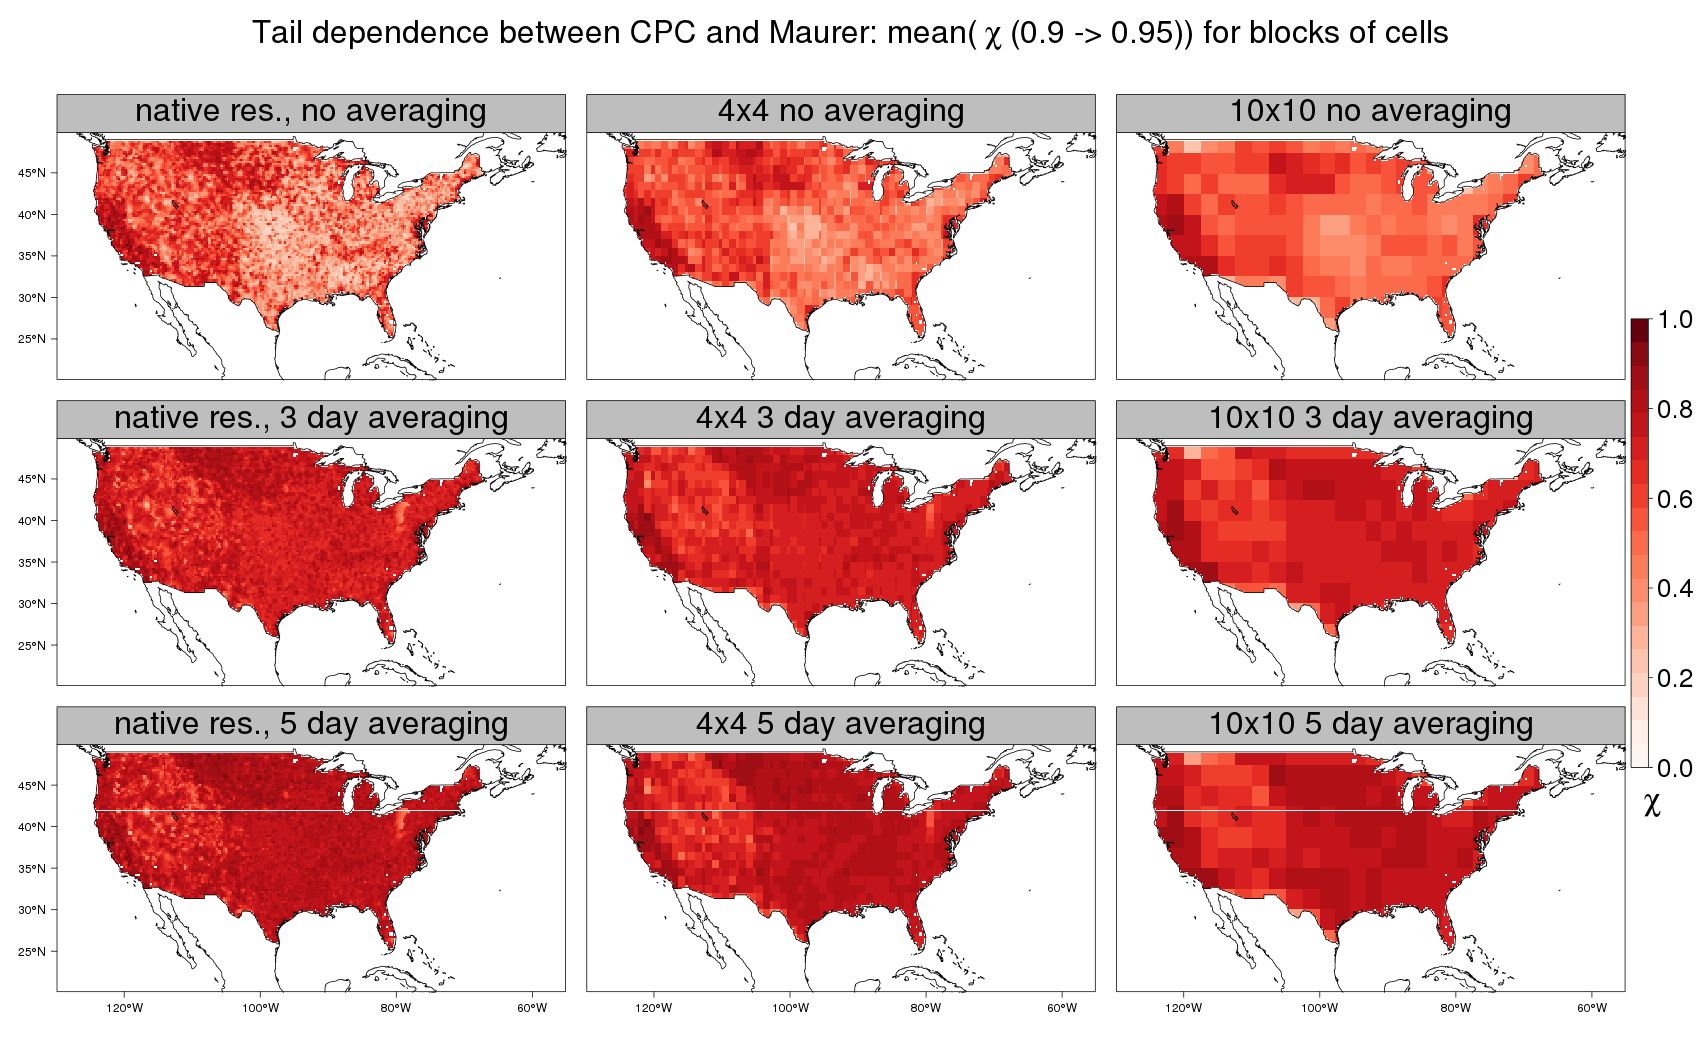 Tail dependence between CPC and Maurer: mean( χ (0.9 -> 0.95)) for blocks of cells
native res., no averaging
4x4 no averaging
10x10 no averaging
45°N
40°N
35°N
30°N
25°N
native res., 3 day averaging
4x4 3 day averaging
10x10 3 day averaging
45°N
40°N
35°N
30°N
25°N
native res., 5 day averaging
4x4 5 day averaging
10x10 5 day averaging
45°N
40°N
35°N
30°N
25°N
120°W 100°W 80°W 60°W
120°W 100°W 80°W 60°W
120°W 100°W 80°W 60°W
1.0
0.8
0.6
0.4
0.2
0.0
χ